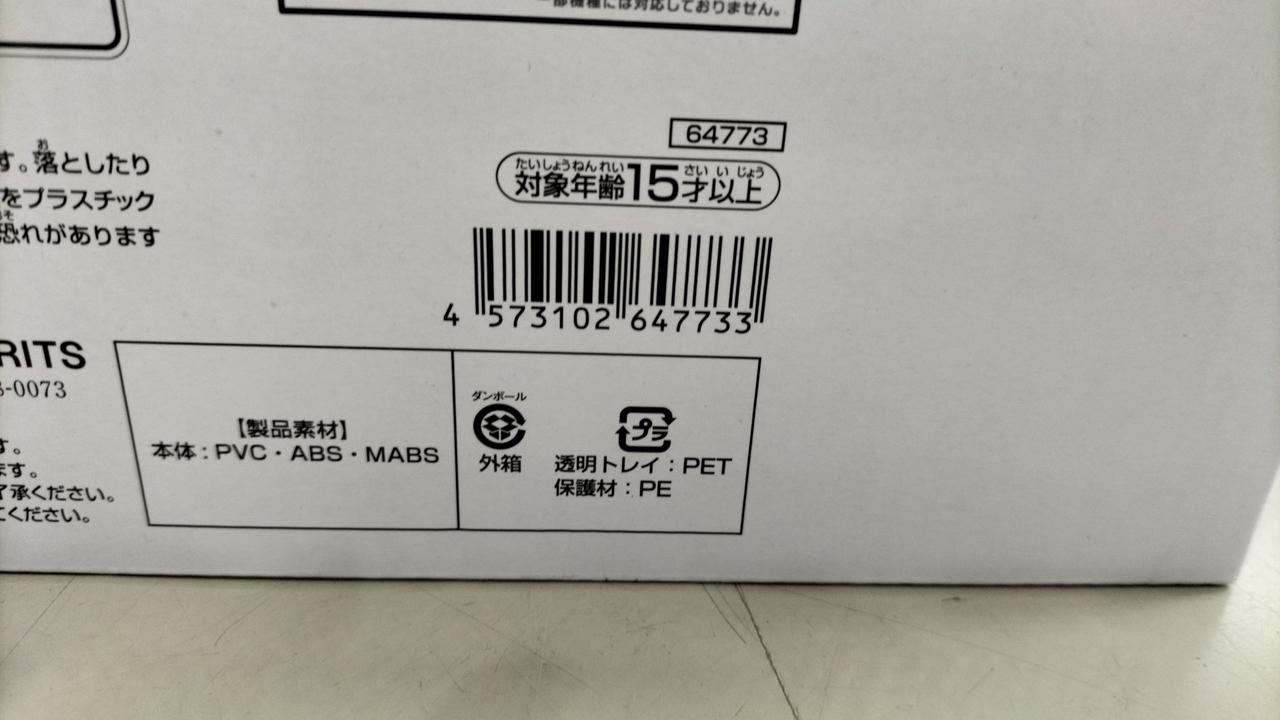 一部機種には対応しておりません。
64773
たいしょうねんれい さい い じょう
対象年齢15才以上
お
す。落としたり
をプラスチック
恐れがあります
4 573102 647733
RITS
-0073
す。
ます。
了承ください。
ください。
【製品素材】
本体：PVC・ABS・MABS
ダンボール
外箱
プラ
透明トレイ：PET
保護材：PE